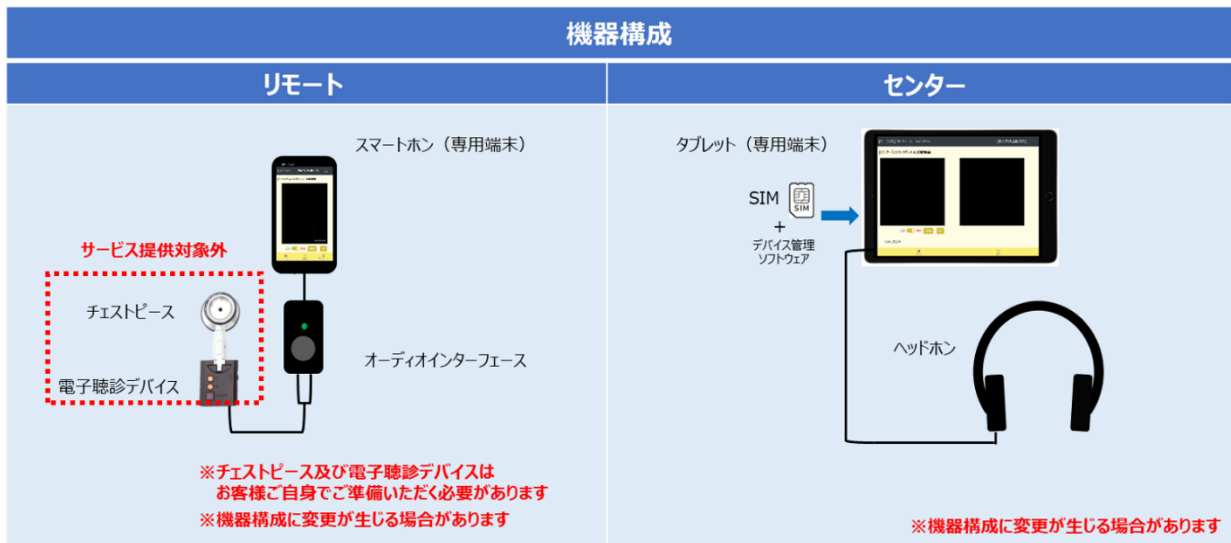 機器構成
リモート
センター
スマートホン（専用端末）
サービス提供対象外
チェストピース
電子聴診デバイス
オーディオインターフェース
※チェストピース及び電子聴診デバイスは
お客様ご自身でご準備いただく必要があります
※機器構成に変更が生じる場合があります
タブレット（専用端末）
SIM
SIM
+
デバイス管理
ソフトウェア
ヘッドホン
※機器構成に変更が生じる場合があります